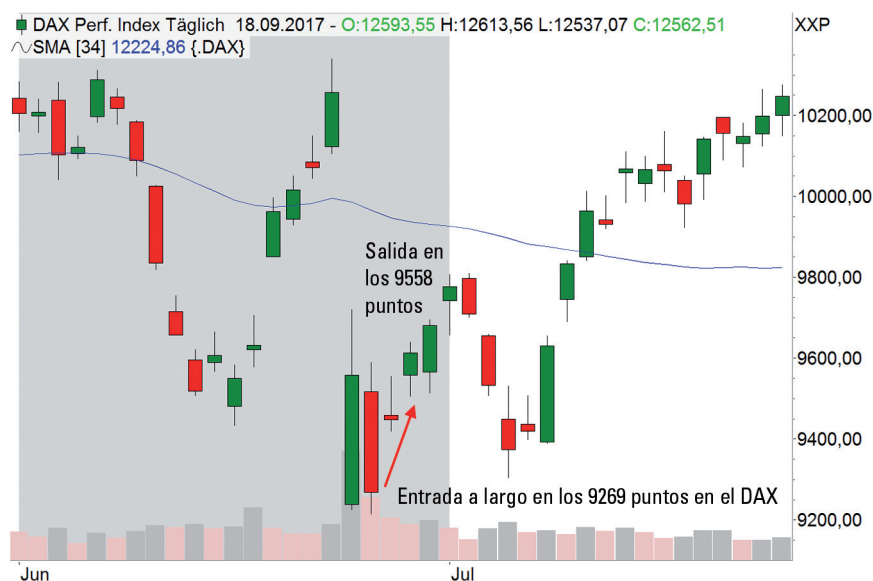 DAX Perf. Index Täglich 18.09.2017 - O:12593,55 H:12613,56 L:12537,07 C:12562,51
XXP
SMA [34] 12224,86 {.DAX}
10200,00
10000,00
Salida en
los 9558
puntos
9800,00
9600,00
9400,00
Entrada a largo en los 9269 puntos en el DAX
9200,00
Jun
Jul